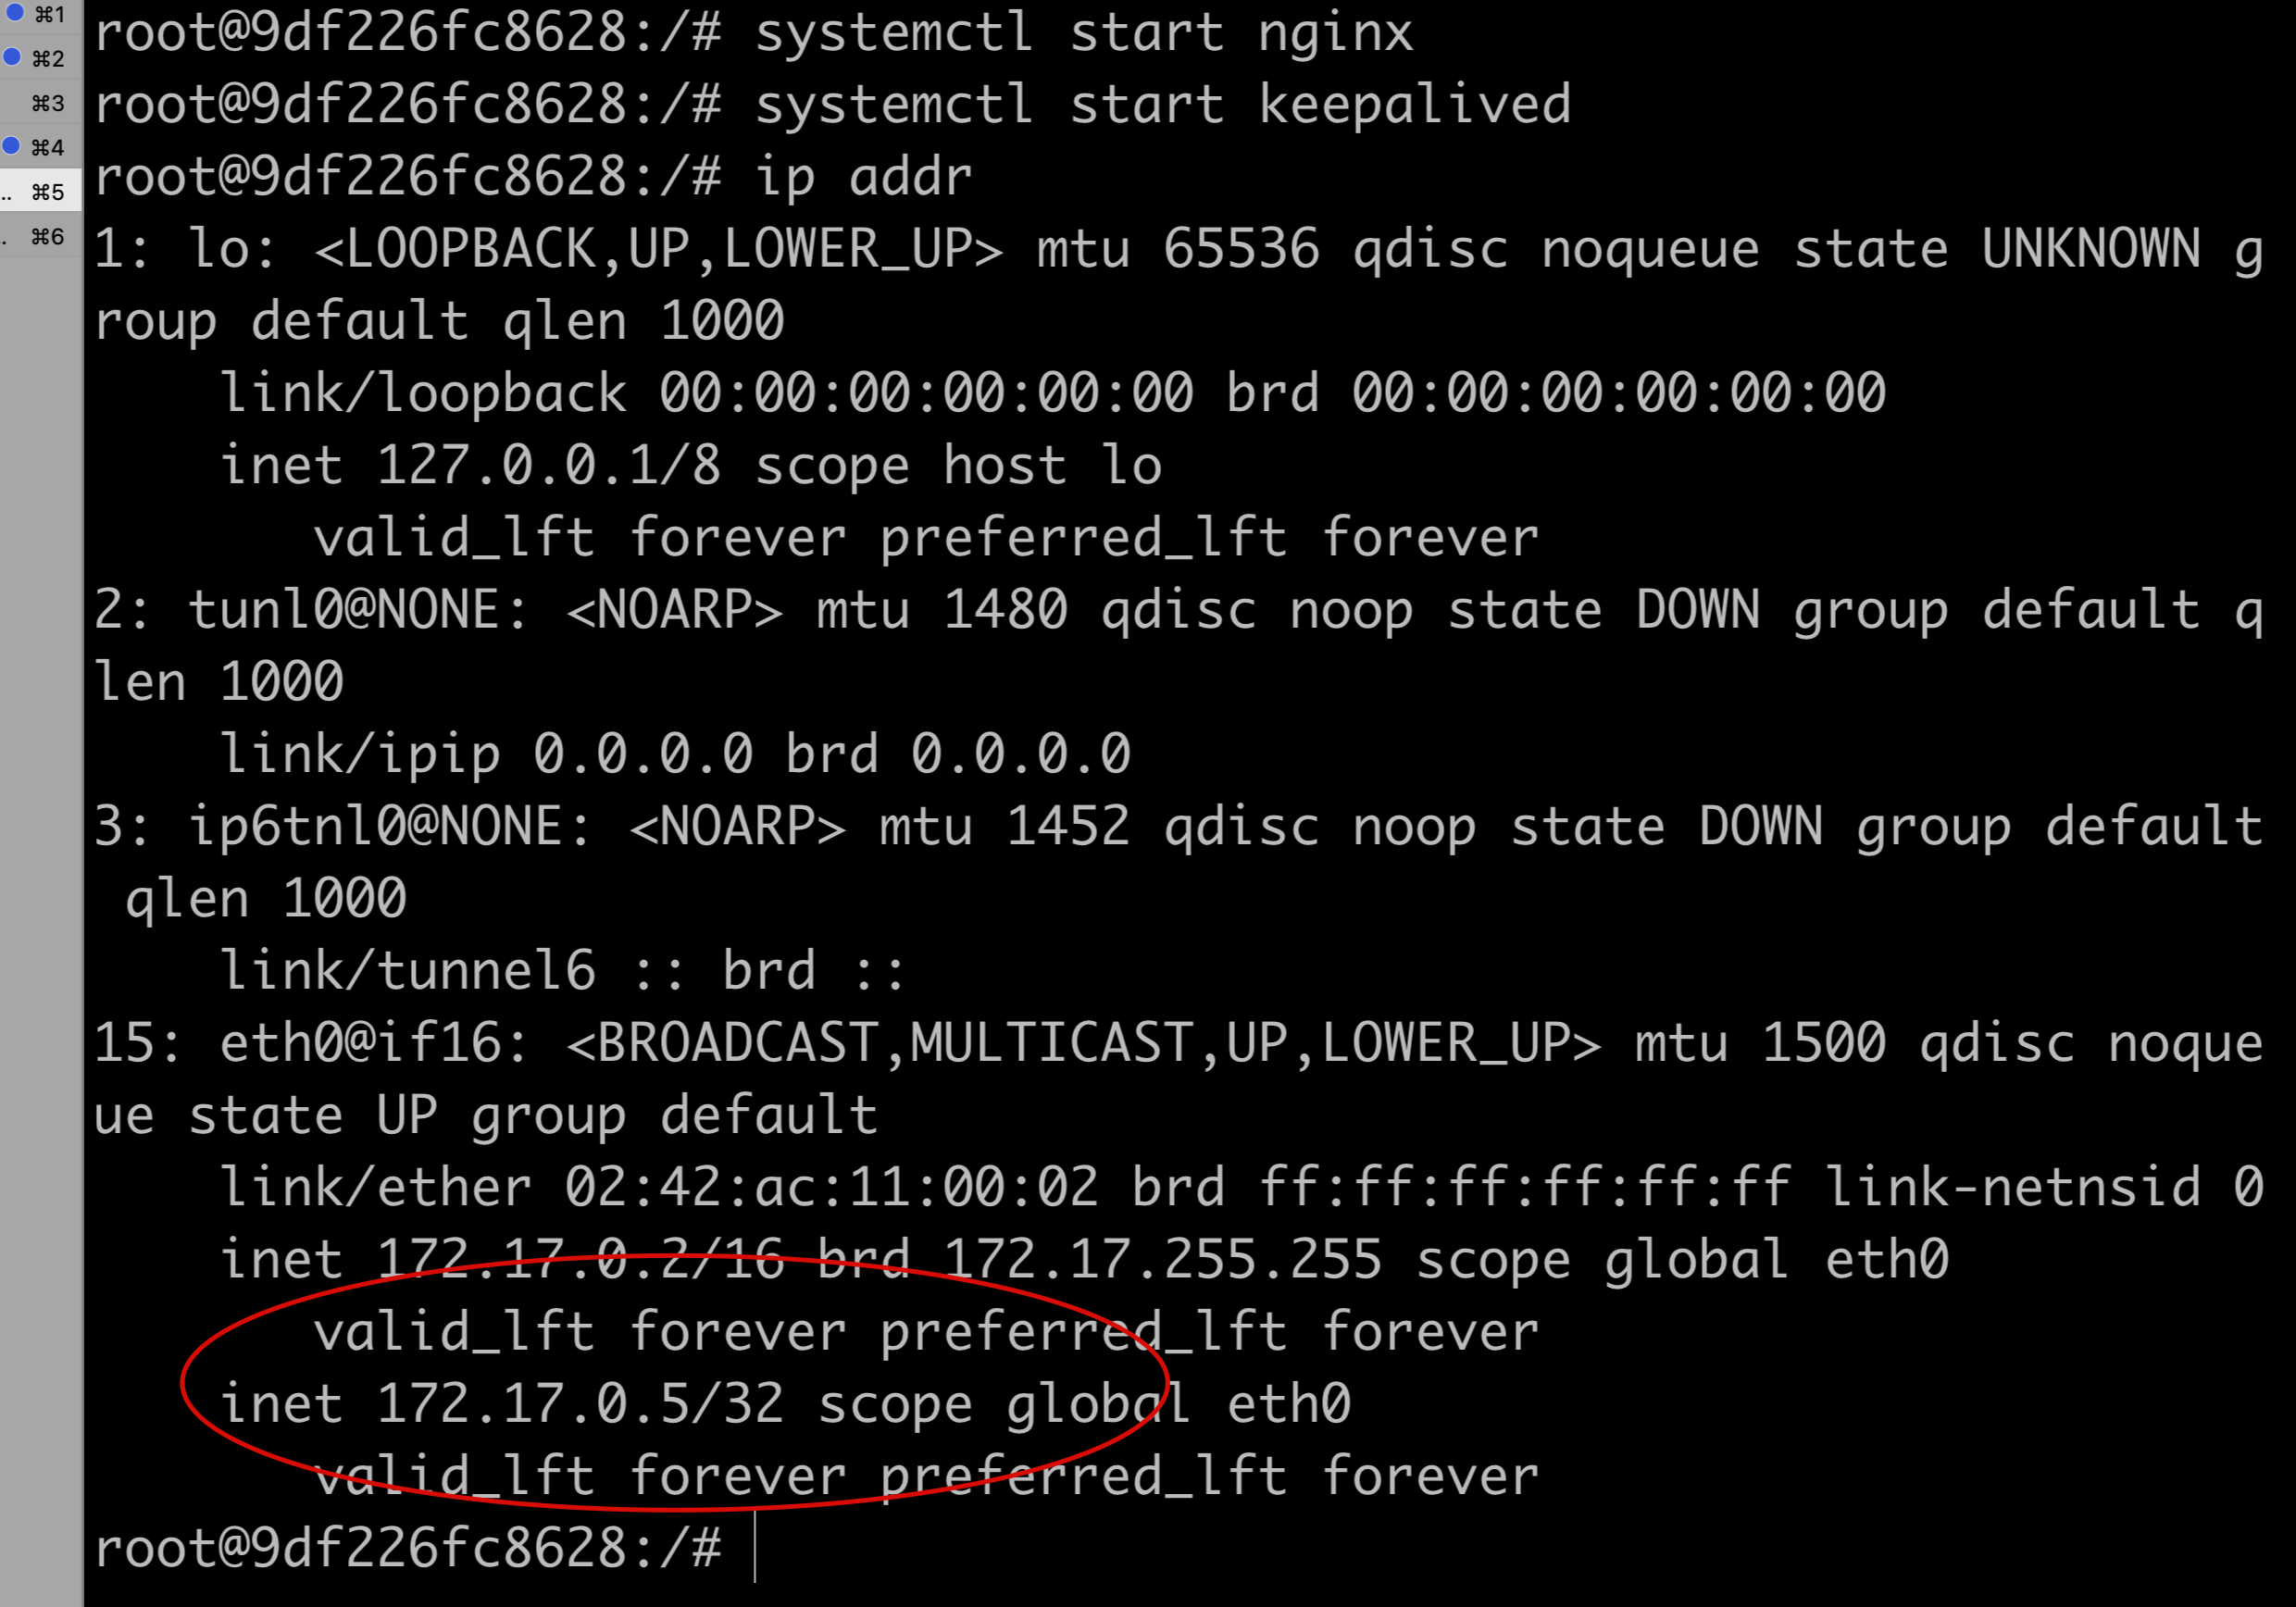 ⌘1
⌘2
⌘3
⌘4
.. ⌘5
. ⌘6
root@9df226fc8628:/# systemctl start nginx
root@9df226fc8628:/# systemctl start keepalived
root@9df226fc8628:/# ip addr
1: lo: <LOOPBACK,UP,LOWER_UP> mtu 65536 qdisc noqueue state UNKNOWN g
roup default qlen 1000
    link/loopback 00:00:00:00:00:00 brd 00:00:00:00:00:00
    inet 127.0.0.1/8 scope host lo
       valid_lft forever preferred_lft forever
2: tunl0@NONE: <NOARP> mtu 1480 qdisc noop state DOWN group default q
len 1000
    link/ipip 0.0.0.0 brd 0.0.0.0
3: ip6tnl0@NONE: <NOARP> mtu 1452 qdisc noop state DOWN group default
 qlen 1000
    link/tunnel6 :: brd ::
15: eth0@if16: <BROADCAST,MULTICAST,UP,LOWER_UP> mtu 1500 qdisc noque
ue state UP group default
    link/ether 02:42:ac:11:00:02 brd ff:ff:ff:ff:ff:ff link-netnsid 0
    inet 172.17.0.2/16 brd 172.17.255.255 scope global eth0
       valid_lft forever preferred_lft forever
    inet 172.17.0.5/32 scope global eth0
       valid_lft forever preferred_lft forever
root@9df226fc8628:/#